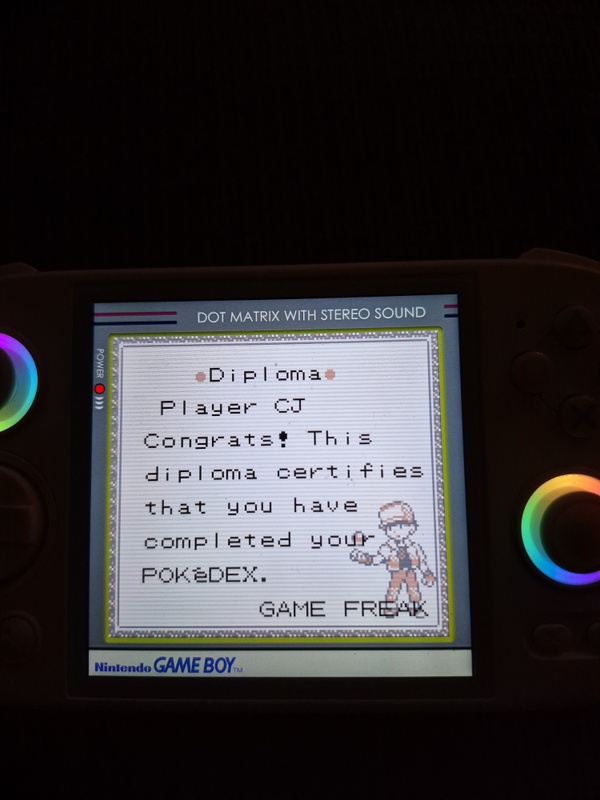 DOT MATRIX WITH STEREO SOUND
POWER
Diploma
Player CJ
Congrats! This
diploma certifies
that you have
completed your
POKéDEX.
GAME FREAK
Nintendo GAME BOY TM